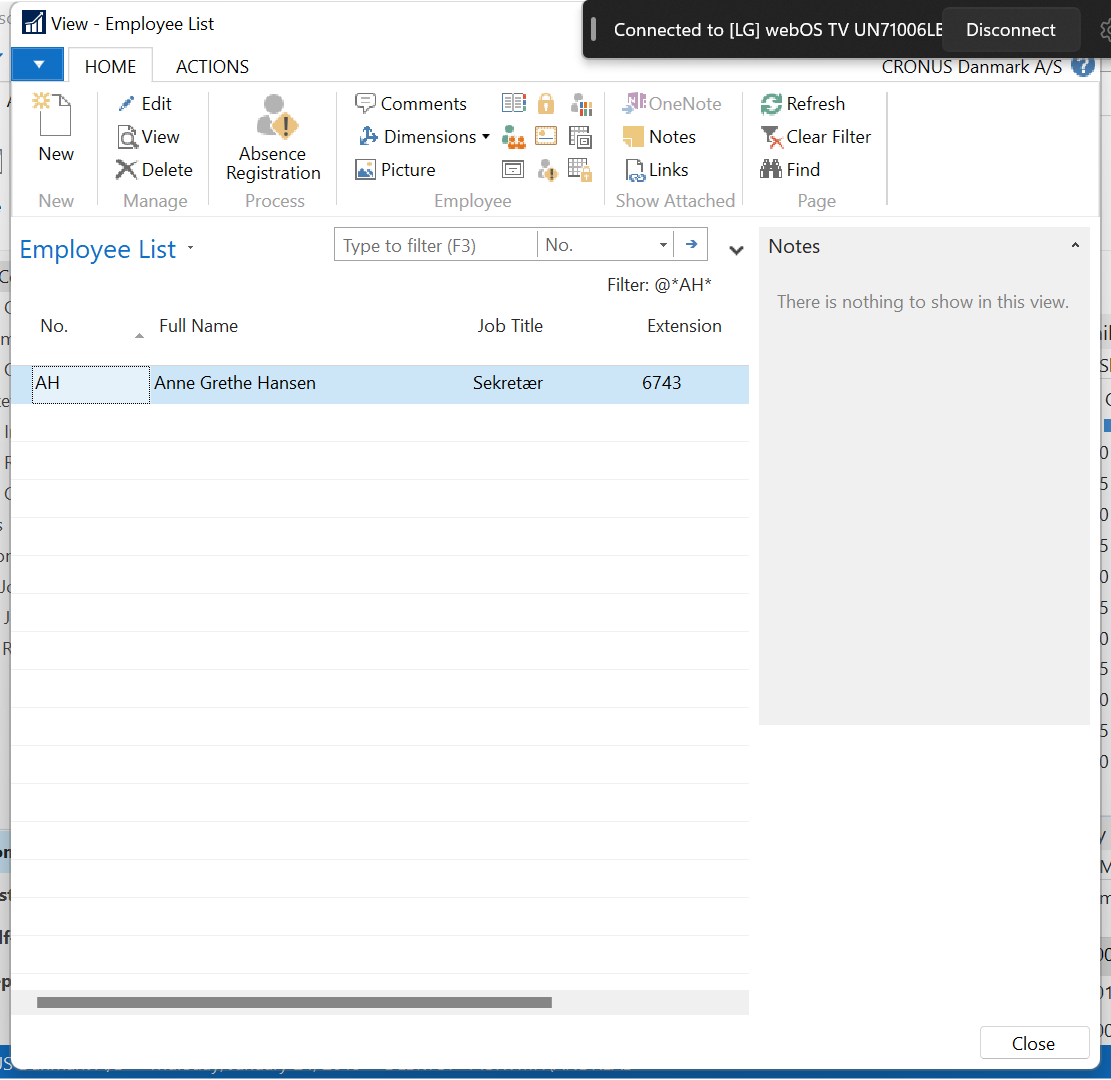 View - Employee List
Connected to [LG] webOS TV UN71006LE
Disconnect
HOME
ACTIONS
CRONUS Danmark A/S
New
Edit
View
Delete
Absence
Registration
Comments
Dimensions
Picture
OneNote
Notes
Links
Refresh
Clear Filter
Find
New
Manage
Process
Employee
Show Attached
Page
Employee List
Type to filter (F3)
No.
Filter: @*AH*
No.
Full Name
Job Title
Extension
AH
Anne Grethe Hansen
Sekretær
6743
Notes
There is nothing to show in this view.
Close